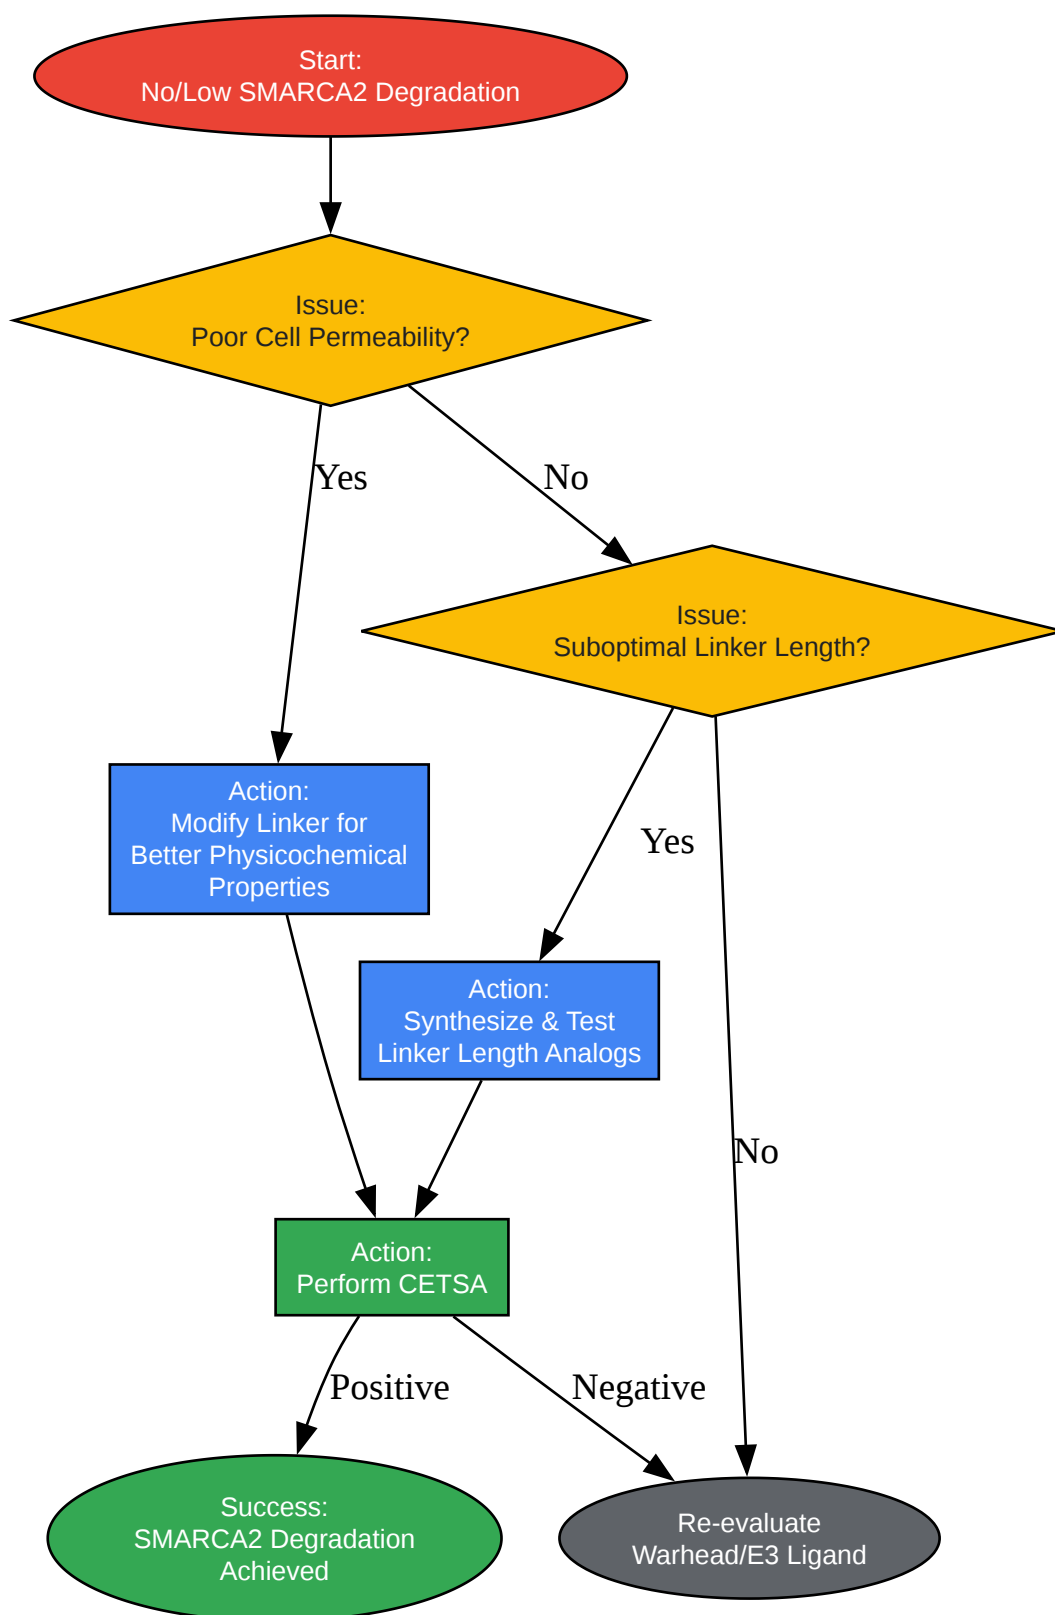 Start:
No/Low SMARCA2 Degradation
Issue:
Poor Cell Permeability?
Yes
No
Issue:
Suboptimal Linker Length?
Action:
Modify Linker for
Better Physicochemical
Properties
Yes
Action:
Synthesize & Test
Linker Length Analogs
No
Action:
Perform CETSA
Positive
Negative
Success:
SMARCA2 Degradation
Achieved
Re-evaluate
Warhead/E3 Ligand